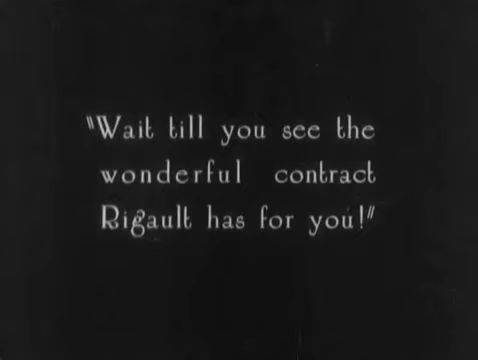 "Wait till you see the
wonderful contract
Rigault has for you!"